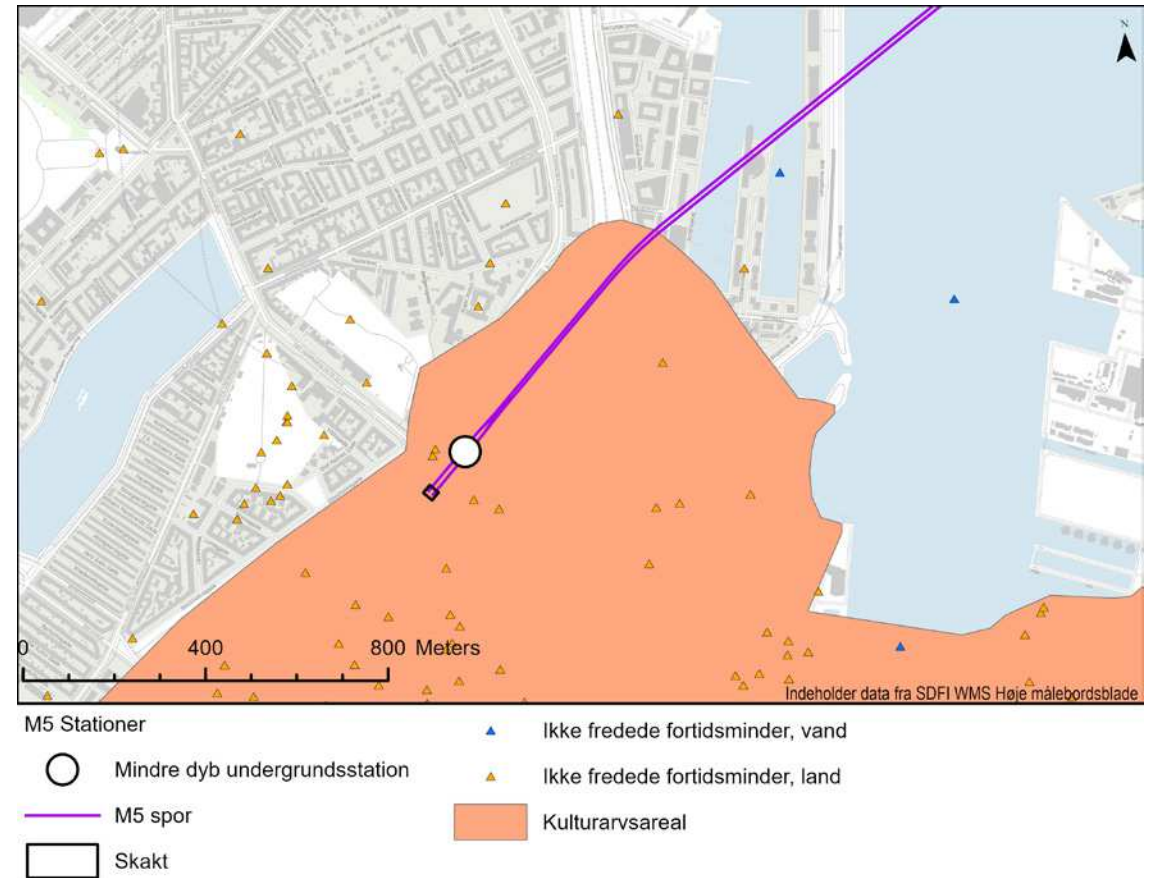 N
0 400 800 Meters
Indeholder data fra SDFI WMS Høje målebordsblade
M5 Stationer
Mindre dyb undergrundsstation
M5 spor
Skakt
Ikke fredede fortidsminder, vand
Ikke fredede fortidsminder, land
Kulturarvsareal